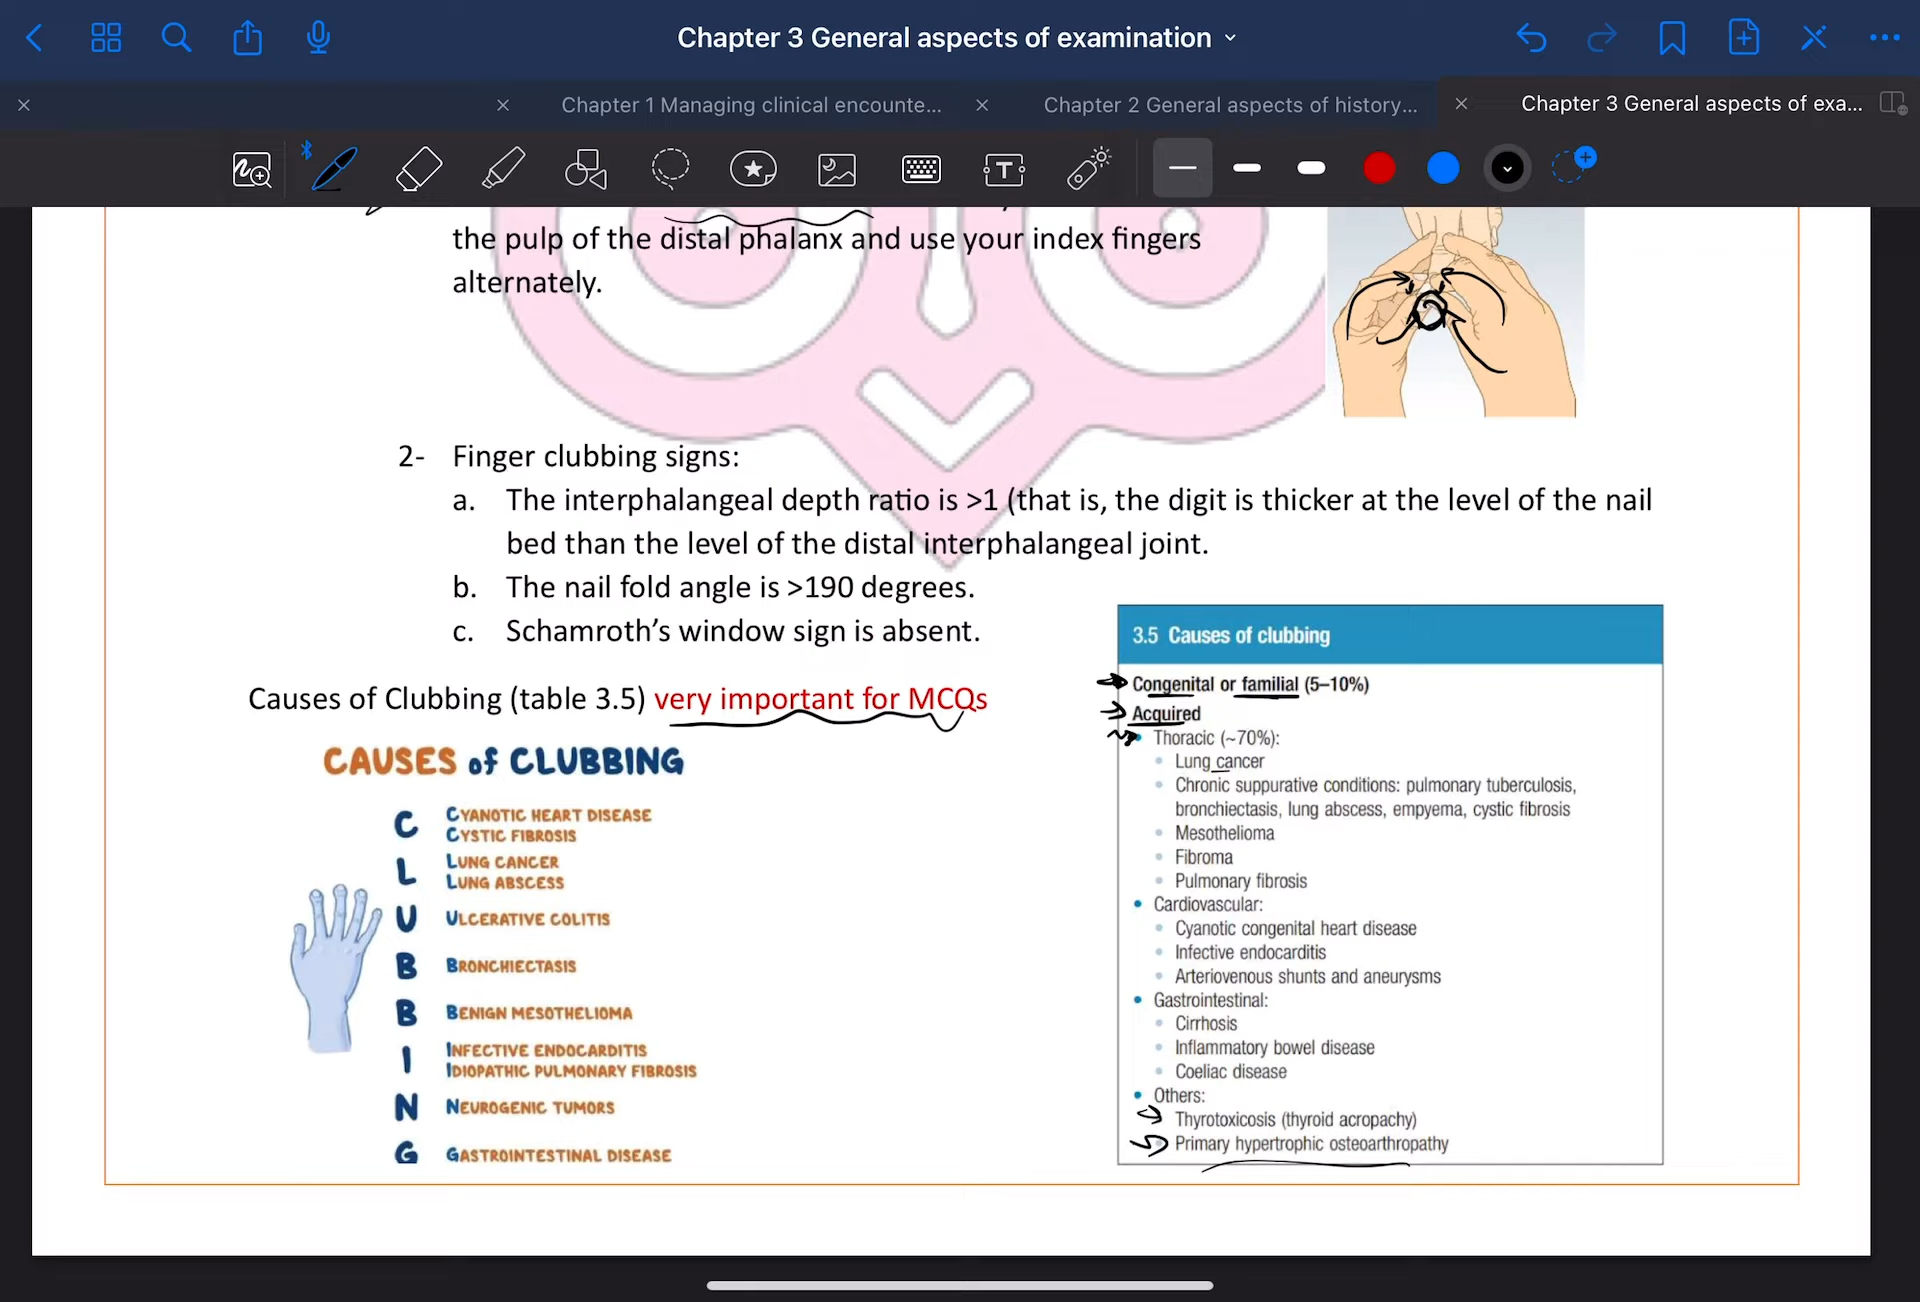 Chapter 3 General aspects of examination
Chapter 1 Managing clinical encounte...
Chapter 2 General aspects of history...
Chapter 3 General aspects of exa...
the pulp of the distal phalanx and use your index fingers
alternately.
2- Finger clubbing signs:
a. The interphalangeal depth ratio is >1 (that is, the digit is thicker at the level of the nail
bed than the level of the distal interphalangeal joint.
b. The nail fold angle is >190 degrees.
c. Schamroth's window sign is absent.
Causes of Clubbing (table 3.5) very important for MCQs
CAUSES of CLUBBING
C CYANOTIC HEART DISEASE
CYSTIC FIBROSIS
L LUNG CANCER
LUNG ABSCESS
U ULCERATIVE COLITIS
B BRONCHIECTASIS
B BENIGN MESOTHELIOMA
I INFECTIVE ENDOCARDITIS
IDIOPATHIC PULMONARY FIBROSIS
N NEUROGENIC TUMORS
G GASTROINTESTINAL DISEASE
3.5 Causes of clubbing
Congenital or familial (5–10%)
Acquired
• Thoracic (~70%):
• Lung cancer
• Chronic suppurative conditions: pulmonary tuberculosis,
bronchiectasis, lung abscess, empyema, cystic fibrosis
• Mesothelioma
• Fibroma
• Pulmonary fibrosis
• Cardiovascular:
• Cyanotic congenital heart disease
• Infective endocarditis
• Arteriovenous shunts and aneurysms
• Gastrointestinal:
• Cirrhosis
• Inflammatory bowel disease
• Coeliac disease
• Others:
Thyrotoxicosis (thyroid acropachy)
Primary hypertrophic osteoarthropathy